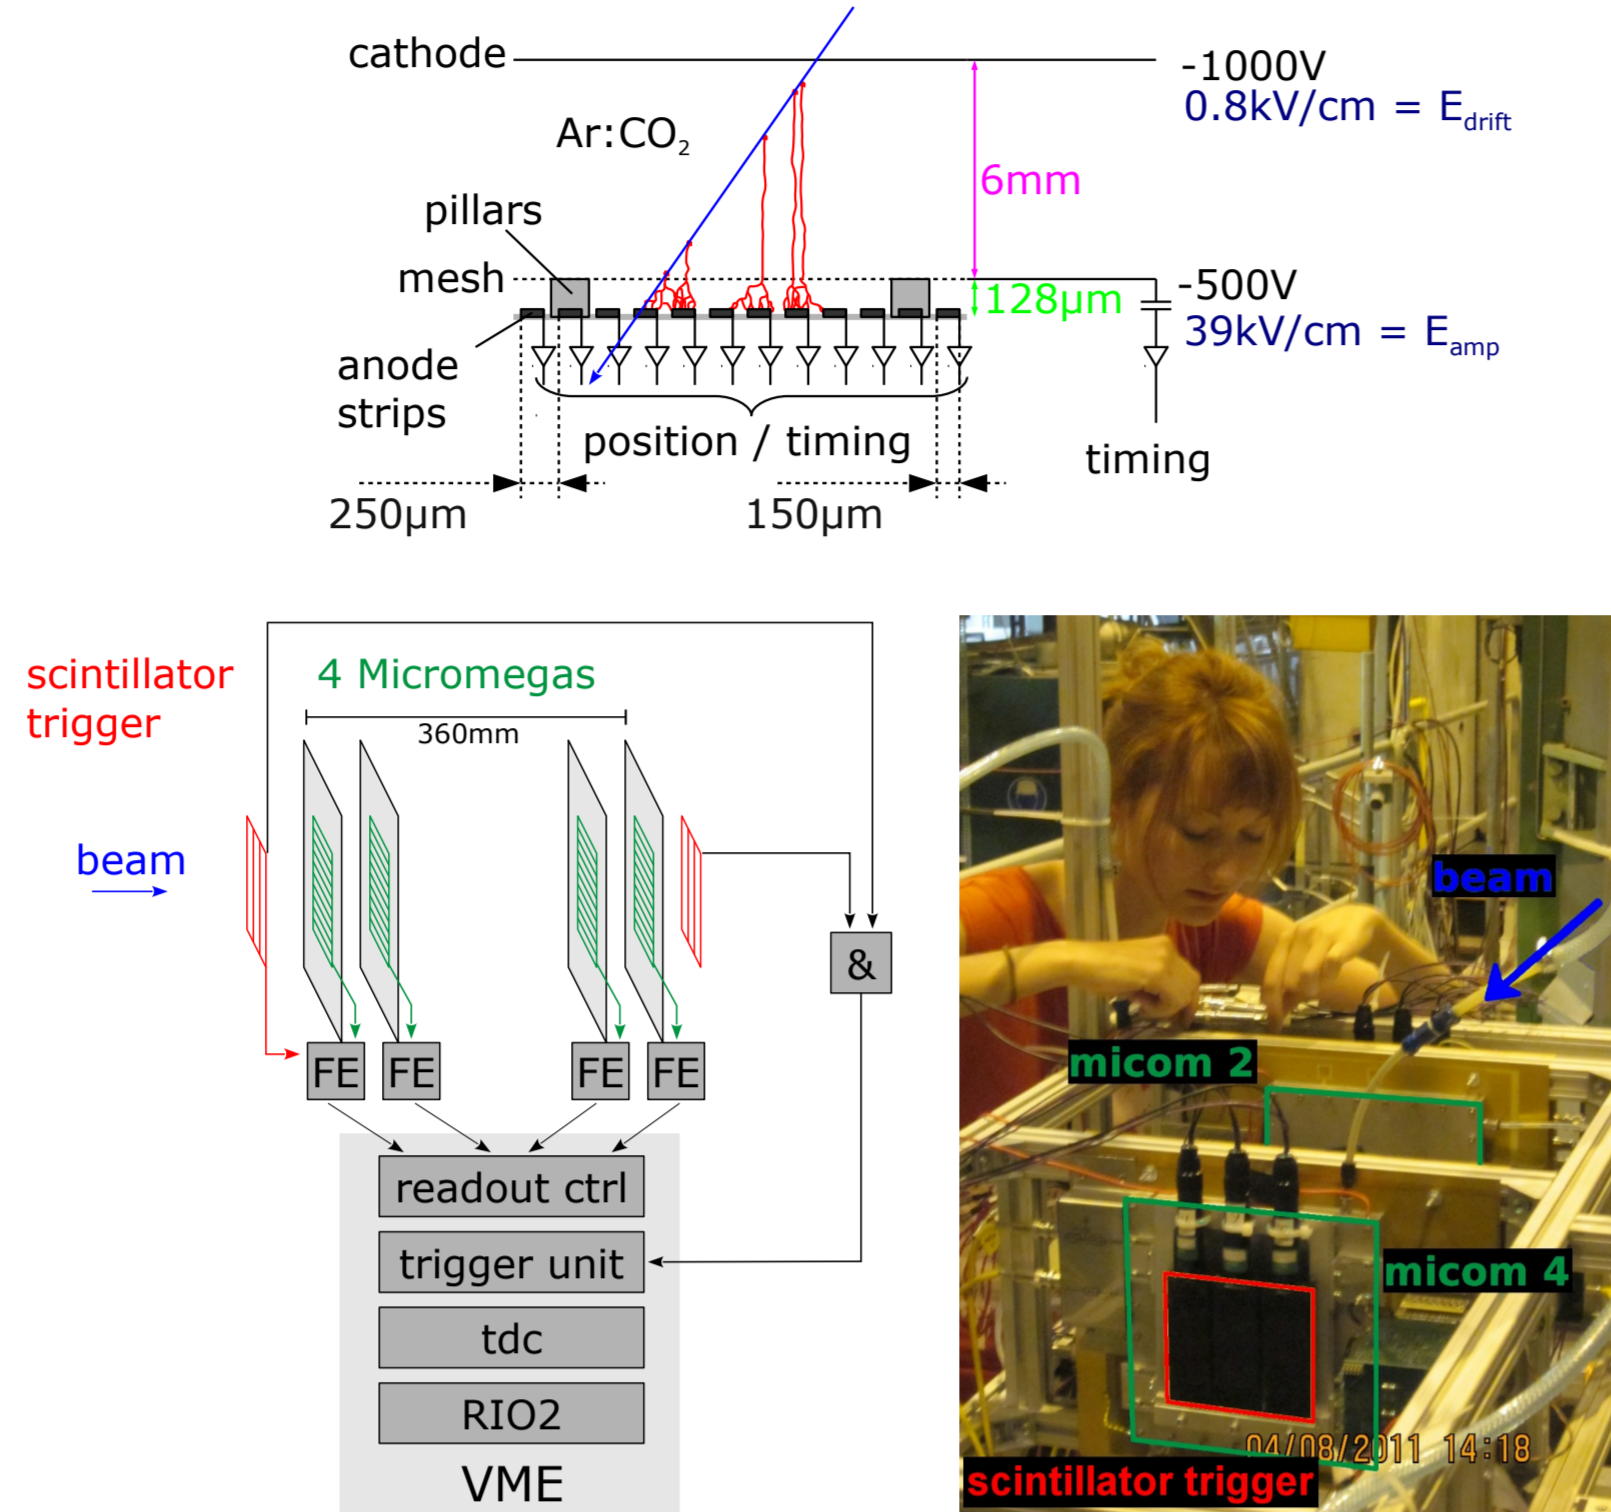 cathode
-1000V
0.8kV/cm = E_drift
Ar:CO₂
6mm
pillars
mesh
-500V
128µm
39kV/cm = E_amp
anode
strips
position / timing
timing
250µm
150µm
scintillator
trigger
4 Micromegas
360mm
beam
&
FE
FE
FE
FE
readout ctrl
trigger unit
tdc
RIO2
VME
beam
micom 2
micom 4
04/08/2011 14:18
scintillator trigger